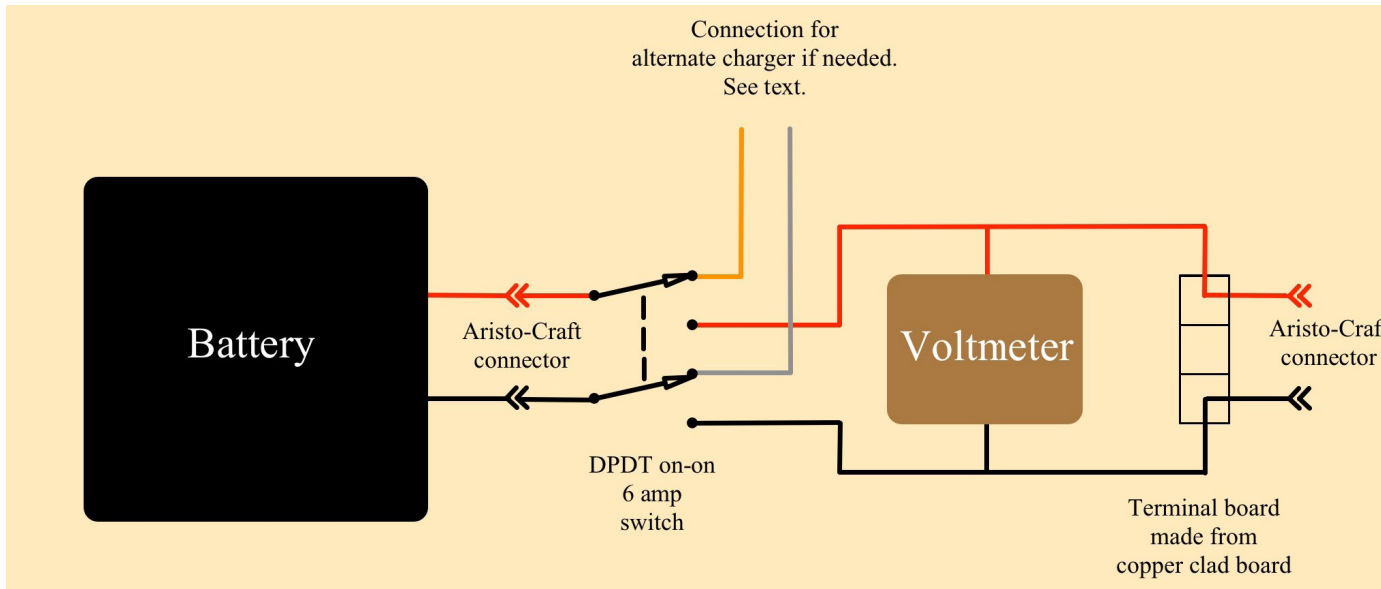 Connection for
alternate charger if needed.
See text.
Battery
Aristo-Craft
connector
Voltmeter
Aristo-Craf
connector
DPDT on-on
6 amp
switch
Terminal board
made from
copper clad board